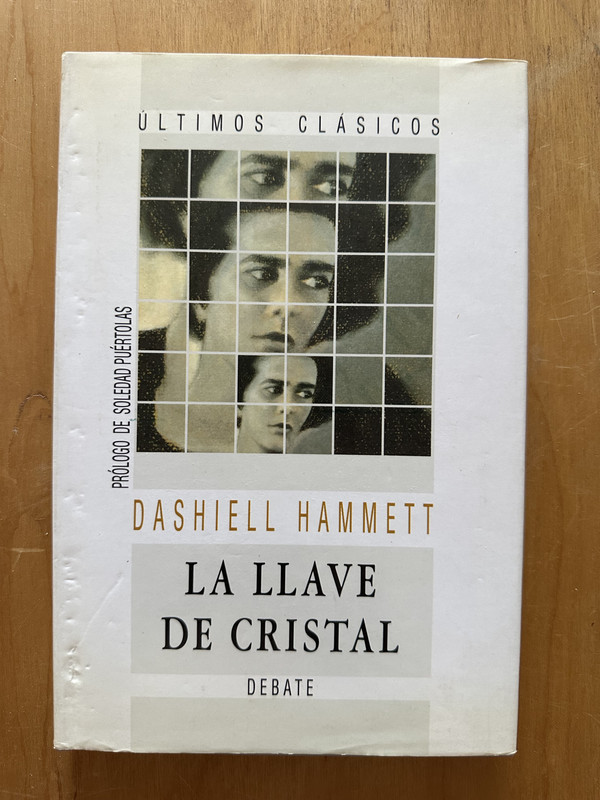 ÚLTIMOS CLÁSICOS
PRÓLOGO DE SOLEDAD PUÉRTOLAS
DASHIELL HAMMETT
LA LLAVE
DE CRISTAL
DEBATE